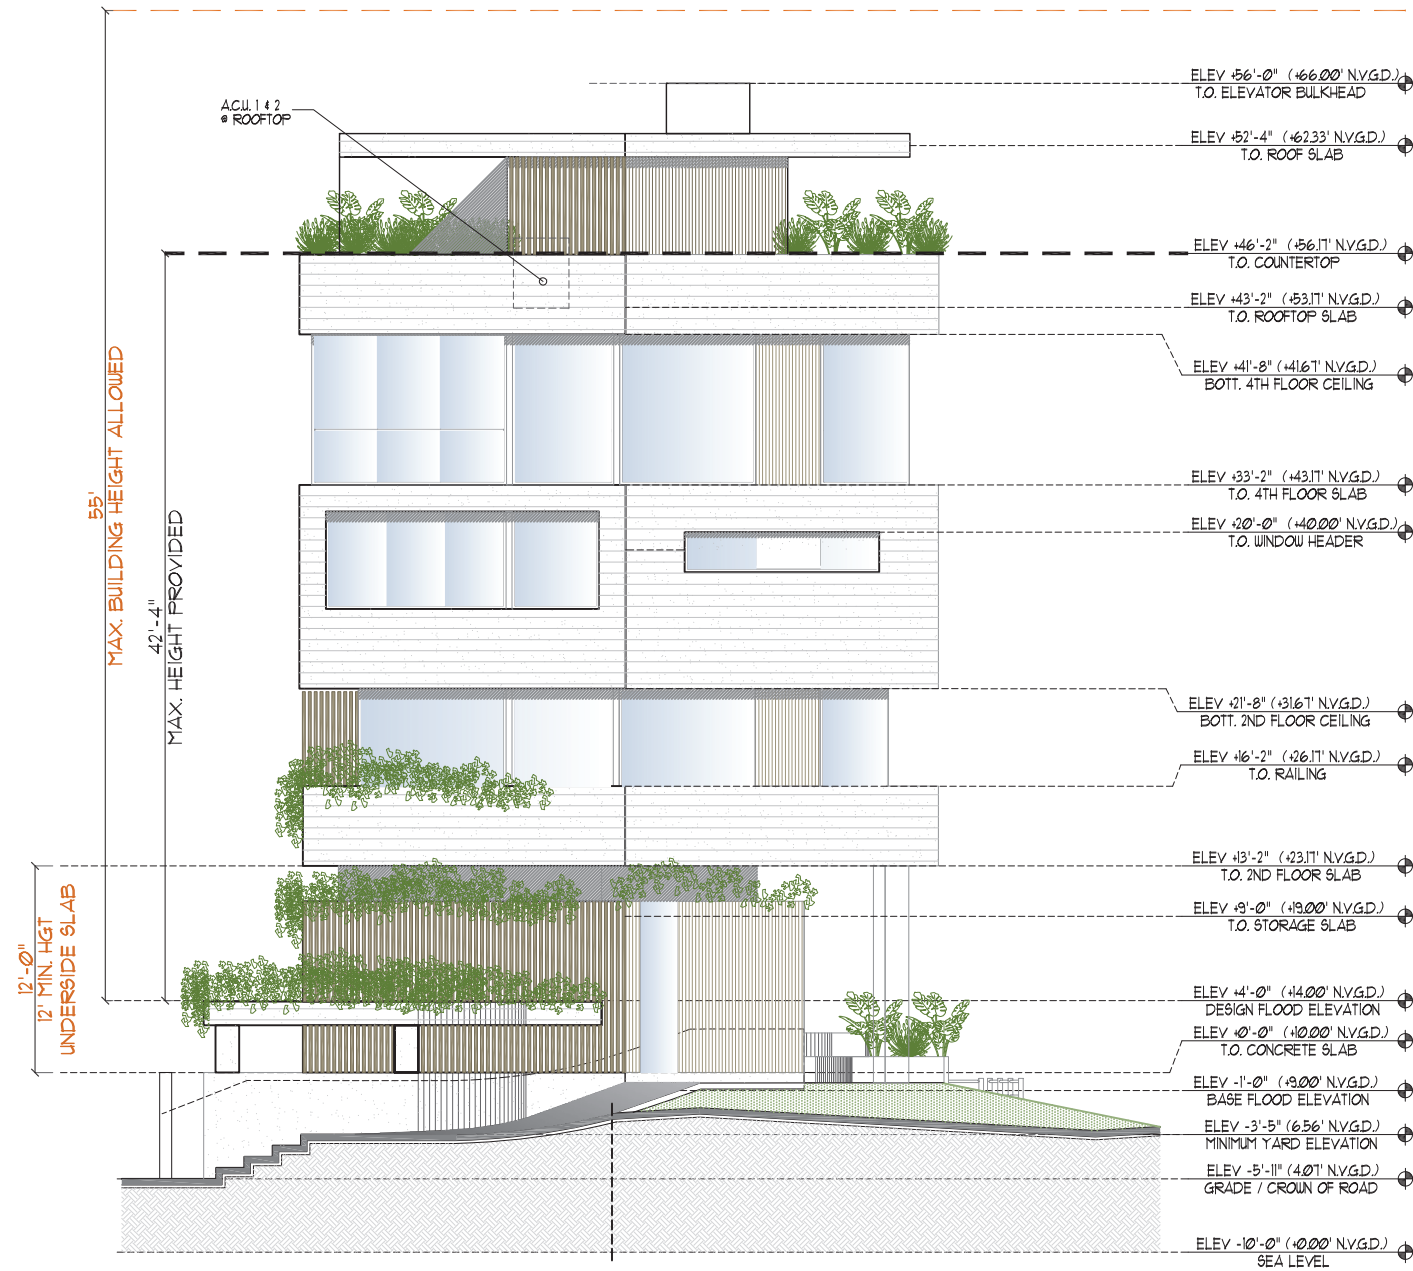 ELEV +56'-0" (+66.00' N.V.G.D.)
T.O. ELEVATOR BULKHEAD
A.C.U. 1 & 2
@ ROOFTOP
ELEV +52'-4" (+62.33' N.V.G.D.)
T.O. ROOF SLAB
ELEV +46'-2" (+56.17' N.V.G.D.)
T.O. COUNTERTOP
ELEV +43'-2" (+53.17' N.V.G.D.)
T.O. ROOFTOP SLAB
ELEV +41'-8" (+41.67' N.V.G.D.)
BOTT. 4TH FLOOR CEILING
ELEV +33'-2" (+43.17' N.V.G.D.)
T.O. 4TH FLOOR SLAB
ELEV +20'-0" (+40.00' N.V.G.D.)
T.O. WINDOW HEADER
55'
MAX. BUILDING HEIGHT ALLOWED
42'-4"
MAX. HEIGHT PROVIDED
ELEV +21'-8" (+31.67' N.V.G.D.)
BOTT. 2ND FLOOR CEILING
ELEV +16'-2" (+26.17' N.V.G.D.)
T.O. RAILING
ELEV +13'-2" (+23.17' N.V.G.D.)
T.O. 2ND FLOOR SLAB
ELEV +9'-0" (+19.00' N.V.G.D.)
T.O. STORAGE SLAB
12'-0"
12' MIN. HGT
UNDERSIDE SLAB
ELEV +4'-0" (+14.00' N.V.G.D.)
DESIGN FLOOD ELEVATION
ELEV +0'-0" (+10.00' N.V.G.D.)
T.O. CONCRETE SLAB
ELEV -1'-0" (+9.00' N.V.G.D.)
BASE FLOOD ELEVATION
ELEV -3'-5" (6.56' N.V.G.D.)
MINIMUM YARD ELEVATION
ELEV -5'-11" (4.07' N.V.G.D.)
GRADE / CROWN OF ROAD
ELEV -10'-0" (+0.00' N.V.G.D.)
SEA LEVEL